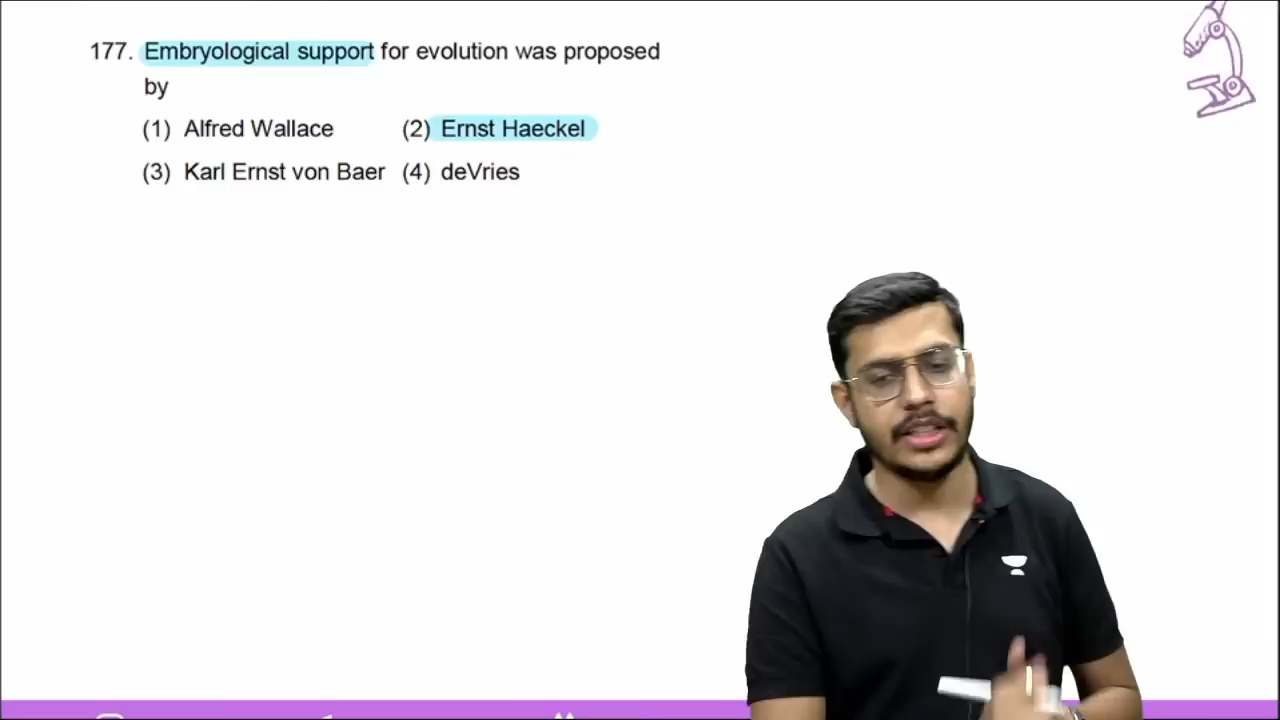 177. Embryological support for evolution was proposed
by
(1) Alfred Wallace (2) Ernst Haeckel
(3) Karl Ernst von Baer (4) deVries